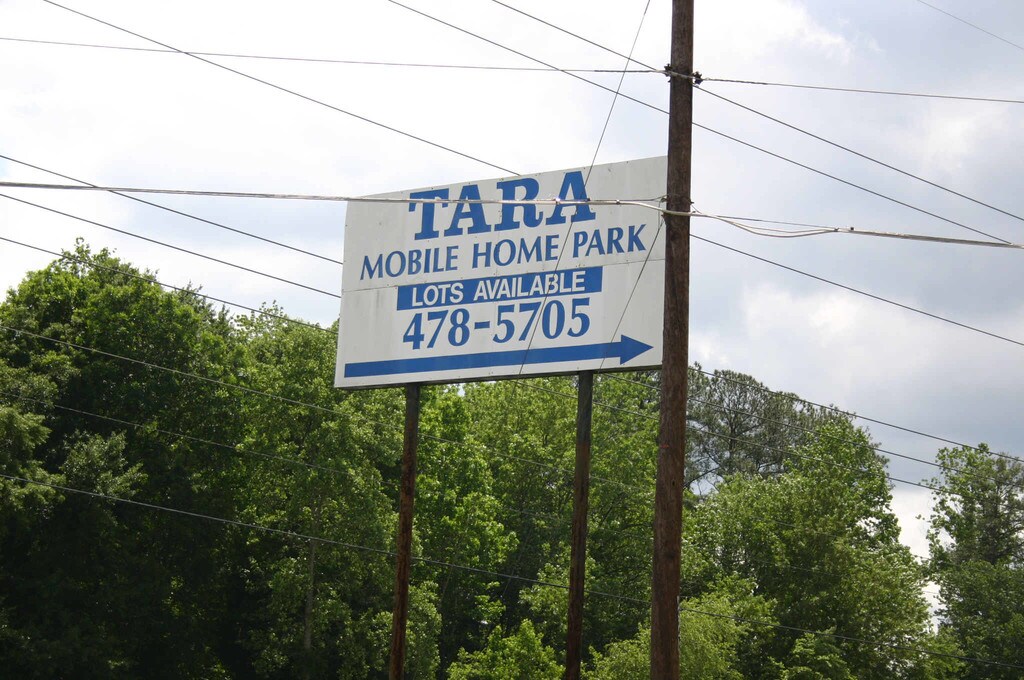 TARA
MOBILE HOME PARK
LOTS AVAILABLE
478-5705